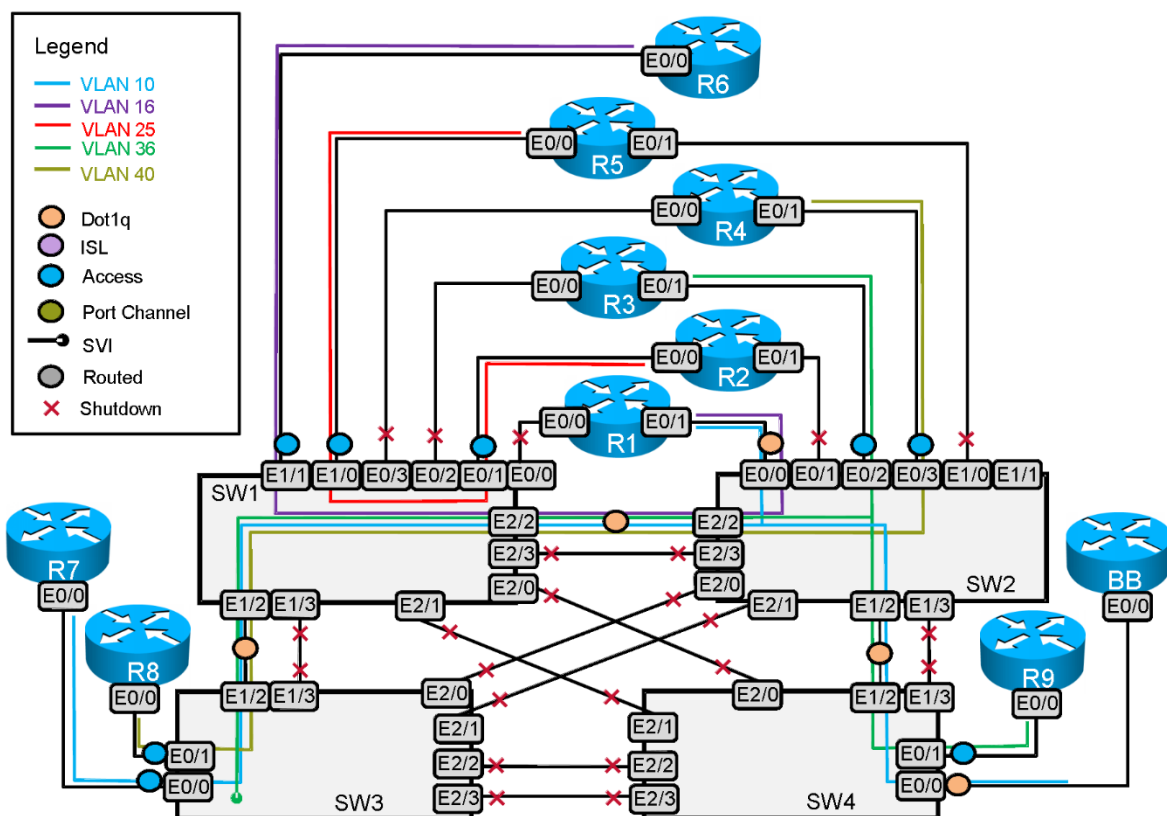 Legend
VLAN 10
VLAN 16
VLAN 25
VLAN 36
VLAN 40
Dot1q
ISL
Access
Port Channel
SVI
Routed
Shutdown
E0/0
R6
E0/0
E0/1
R5
E0/0
E0/1
R4
E0/0
E0/1
R3
E0/0
E0/1
R2
E0/0
E0/1
R1
E1/1 E1/0 E0/3 E0/2 E0/1 E0/0
E0/0 E0/1 E0/2 E0/3 E1/0 E1/1
SW1
E2/2
E2/3
E2/0
E1/2 E1/3 E2/1
E2/2
E2/3
E2/0
SW2
E2/1 E1/2 E1/3
R7
E0/0
R8
E0/0
BB
E0/0
R9
E0/0
E1/2 E1/3 E2/0
E2/1
E2/2
E2/3
E0/1
E0/0
SW3
E2/0 E1/2 E1/3
E2/1
E2/2
E2/3
E0/1
E0/0
SW4